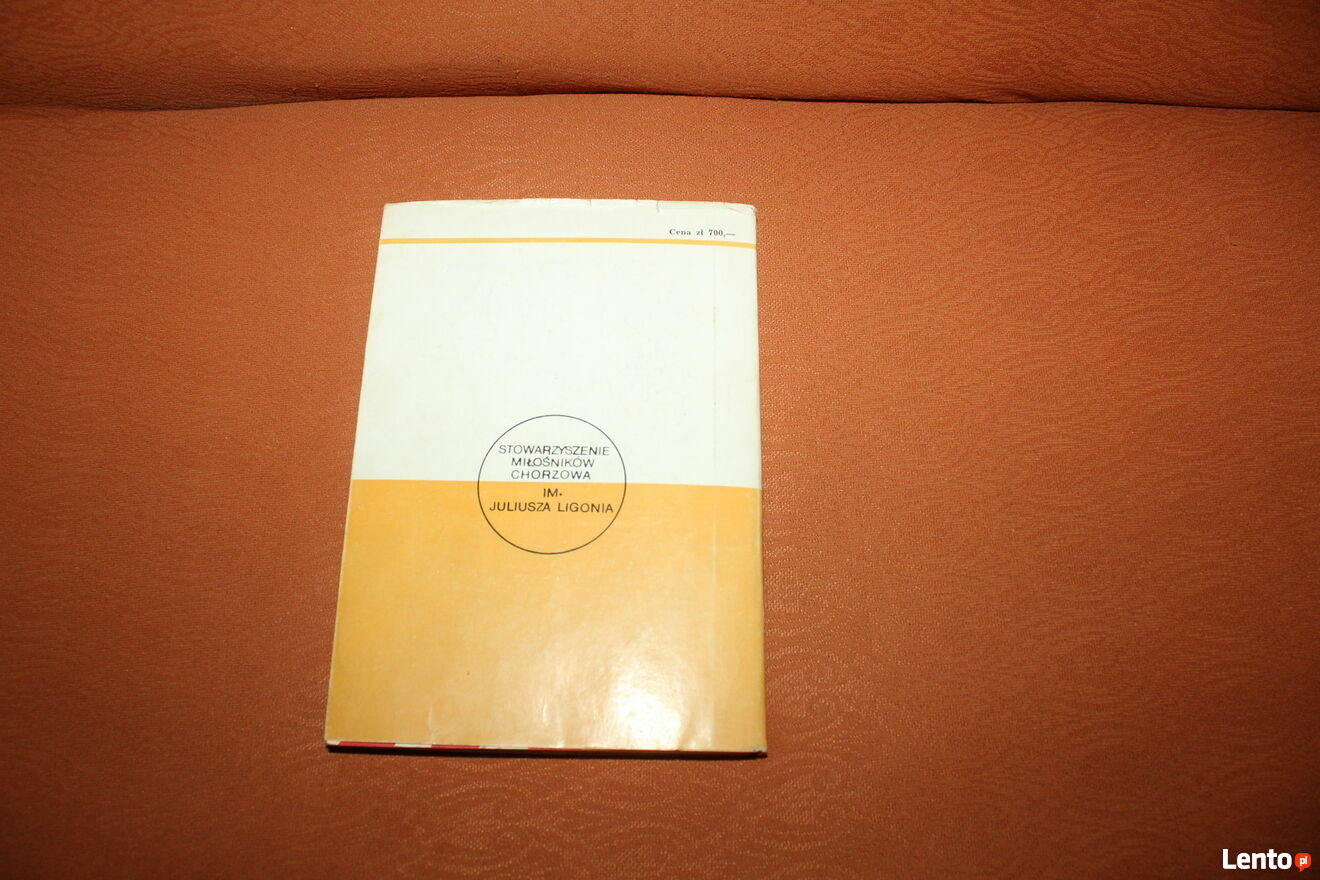 Cena zł 700,—
STOWARZYSZENIE
MIŁOŚNIKÓW
CHORZOWA
IM.
JULIUSZA LIGONIA
Lento.pl